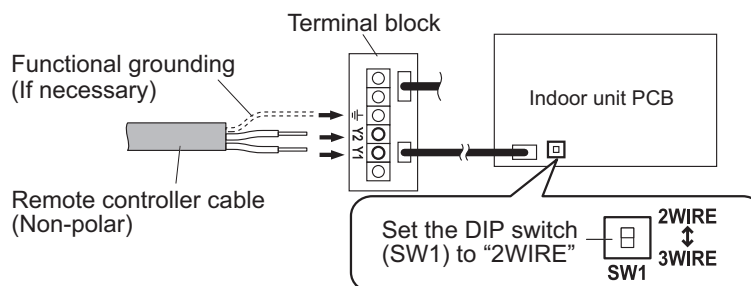 Terminal block
Functional grounding
(If necessary)
Y2
Y1
Indoor unit PCB
Remote controller cable
(Non-polar)
Set the DIP switch
(SW1) to “2WIRE”
2WIRE
3WIRE
SW1